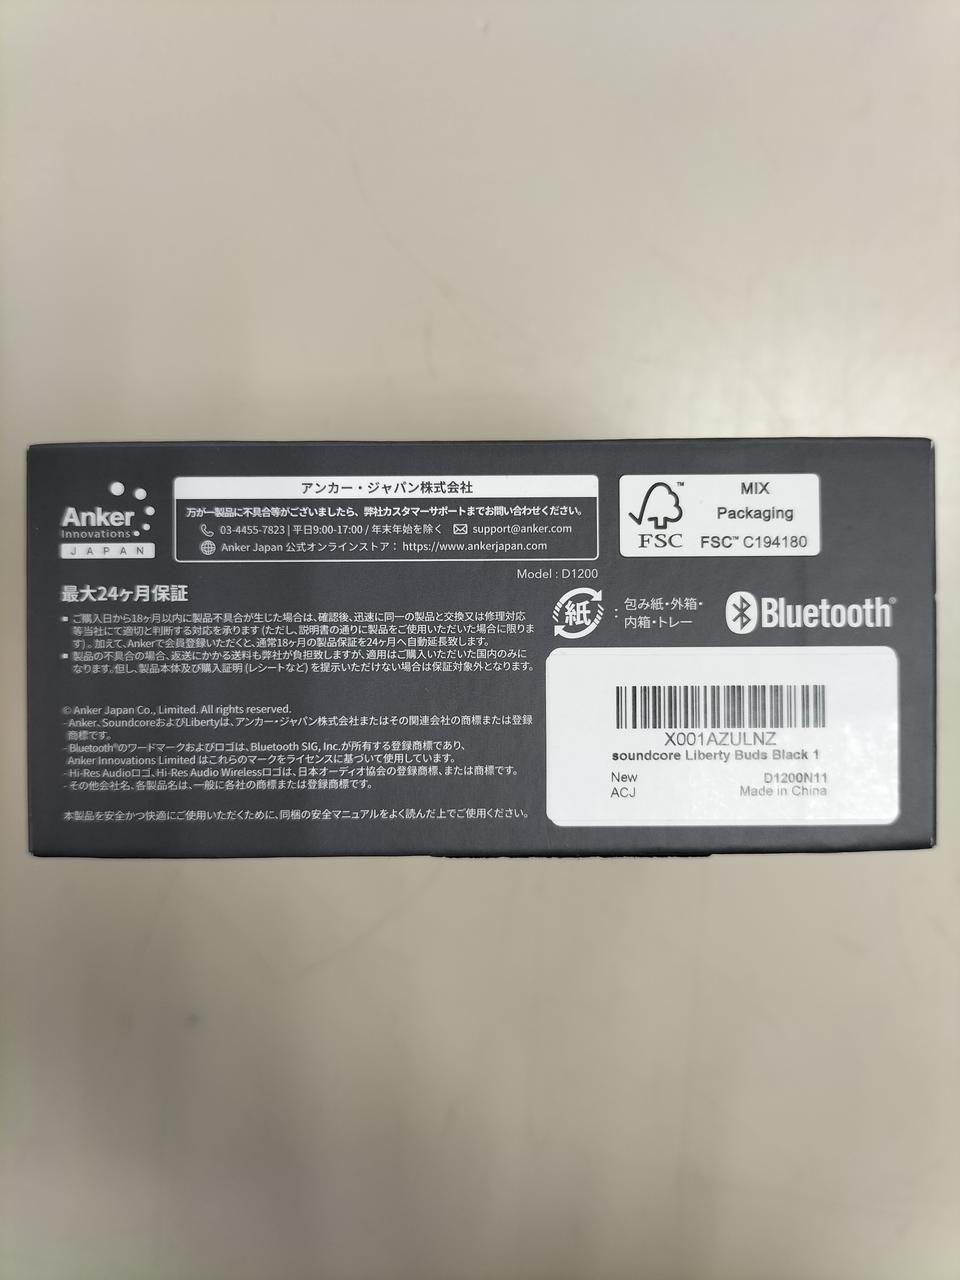 Anker
Innovations
JAPAN
アンカー・ジャパン株式会社
万が一製品に不具合等がございましたら、弊社カスタマーサポートまでお問い合わせください。
03-4455-7823 | 平日9:00-17:00 / 年末年始を除く support@anker.com
Anker Japan 公式オンラインストア： https://www.ankerjapan.com
Model : D1200
FSC
MIX
Packaging
FSC™ C194180
最大24ヶ月保証
ご購入日から18ヶ月以内に製品不具合が生じた場合は、確認後、迅速に同一の製品と交換又は修理対応
等当社にて適切と判断する対応を承ります (ただし、説明書の通りに製品をご使用いただいた場合に限りま
す) 。加えて、Ankerで会員登録いただくと、通常18ヶ月の製品保証を24ヶ月へ自動延長致します。
製品の不具合の場合、返送にかかる送料も弊社が負担致しますが、適用はご購入いただいた国内のみに
なります。但し、製品本体及び購入証明 (レシートなど) を提示いただけない場合は保証対象外となります。
紙 : 包み紙・外箱・
内箱・トレー
Bluetooth®
© Anker Japan Co., Limited. All rights reserved.
- Anker、SoundcoreおよびLibertyは、アンカー・ジャパン株式会社またはその関連会社の商標または登録
商標です。
- Bluetooth®のワードマークおよびロゴは、Bluetooth SIG, Inc.が所有する登録商標であり、
Anker Innovations Limited はこれらのマークをライセンスに基づいて使用しています。
- Hi-Res Audioロゴ、Hi-Res Audio Wirelessロゴは、日本オーディオ協会の登録商標、または商標です。
- その他会社名、各製品名は、一般に各社の商標または登録商標です。
本製品を安全かつ快適にご使用いただくために、同梱の安全マニュアルをよく読んだ上でご使用ください。
X001AZULNZ
soundcore Liberty Buds Black 1
New D1200N11
ACJ Made in China